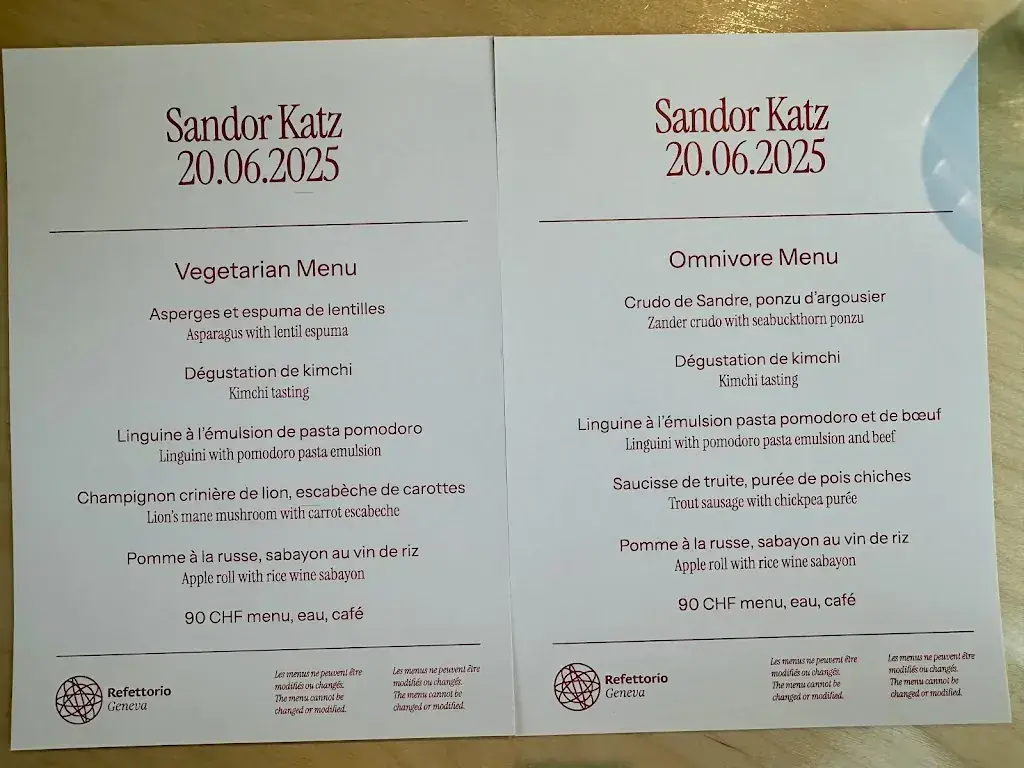 Sandor Katz
20.06.2025
Vegetarian Menu
Asperges et espuma de lentilles
Asparagus with lentil espuma
Dégustation de kimchi
Kimchi tasting
Linguine à l'émulsion de pasta pomodoro
Linguini with pomodoro pasta emulsion
Champignon crinière de lion, escabèche de carottes
Lion's mane mushroom with carrot escabeche
Pomme à la russe, sabayon au vin de riz
Apple roll with rice wine sabayon
90 CHF menu, eau, café
Refettorio
Geneva
Les menus ne peuvent être
modifiés ou changés.
The menu cannot be
changed or modified.
Les menus ne peuvent être
modifiés ou changés.
The menu cannot be
changed or modified.
Sandor Katz
20.06.2025
Omnivore Menu
Crudo de Sandre, ponzu d'argousier
Zander crudo with seabuckthorn ponzu
Dégustation de kimchi
Kimchi tasting
Linguine à l'émulsion pasta pomodoro et de bœuf
Linguini with pomodoro pasta emulsion and beef
Saucisse de truite, purée de pois chiches
Trout sausage with chickpea purée
Pomme à la russe, sabayon au vin de riz
Apple roll with rice wine sabayon
90 CHF menu, eau, café
Refettorio
Geneva
Les menus ne peuvent être
modifiés ou changés.
The menu cannot be
changed or modified.
Les menus ne peuvent être
modifiés ou changés.
The menu cannot be
changed or modified.